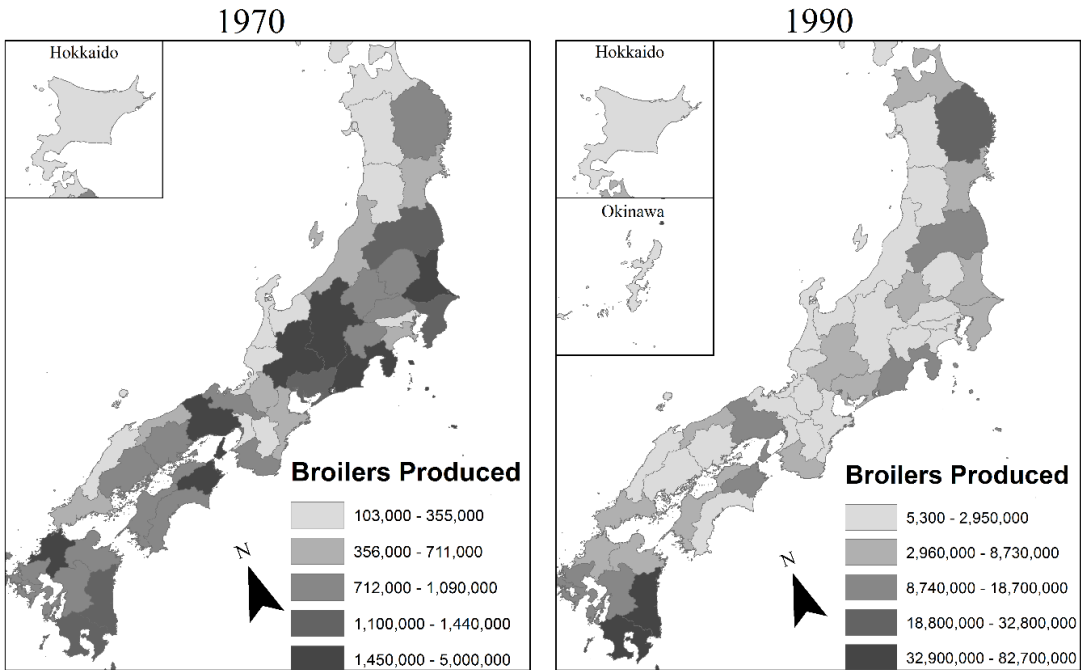 1970
Hokkaido
Broilers Produced
103,000 - 355,000
356,000 - 711,000
712,000 - 1,090,000
1,100,000 - 1,440,000
1,450,000 - 5,000,000
N
1990
Hokkaido
Okinawa
Broilers Produced
5,300 - 2,950,000
2,960,000 - 8,730,000
8,740,000 - 18,700,000
18,800,000 - 32,800,000
32,900,000 - 82,700,000
N